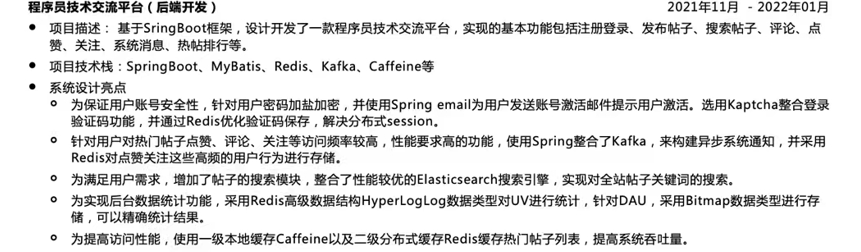 程序员技术交流平台（后端开发） 2021年11月 - 2022年01月
● 项目描述： 基于SringBoot框架，设计开发了一款程序员技术交流平台，实现的基本功能包括注册登录、发布帖子、搜索帖子、评论、点
赞、关注、系统消息、热帖排行等。
● 项目技术栈：SpringBoot、MyBatis、Redis、Kafka、Caffeine等
● 系统设计亮点
○ 为保证用户账号安全性，针对用户密码加盐加密，并使用Spring email为用户发送账号激活邮件提示用户激活。选用Kaptcha整合登录
验证码功能，并通过Redis优化验证码保存，解决分布式session。
○ 针对用户对热门帖子点赞、评论、关注等访问频率较高，性能要求高的功能，使用Spring整合了Kafka，来构建异步系统通知，并采用
Redis对点赞关注这些高频的用户行为进行存储。
○ 为满足用户需求，增加了帖子的搜索模块，整合了性能较优的Elasticsearch搜索引擎，实现对全站帖子关键词的搜索。
○ 为实现后台数据统计功能，采用Redis高级数据结构HyperLogLog数据类型对UV进行统计，针对DAU，采用Bitmap数据类型进行存
储，可以精确统计结果。
○ 为提高访问性能，使用一级本地缓存Caffeine以及二级分布式缓存Redis缓存热门帖子列表，提高系统吞吐量。